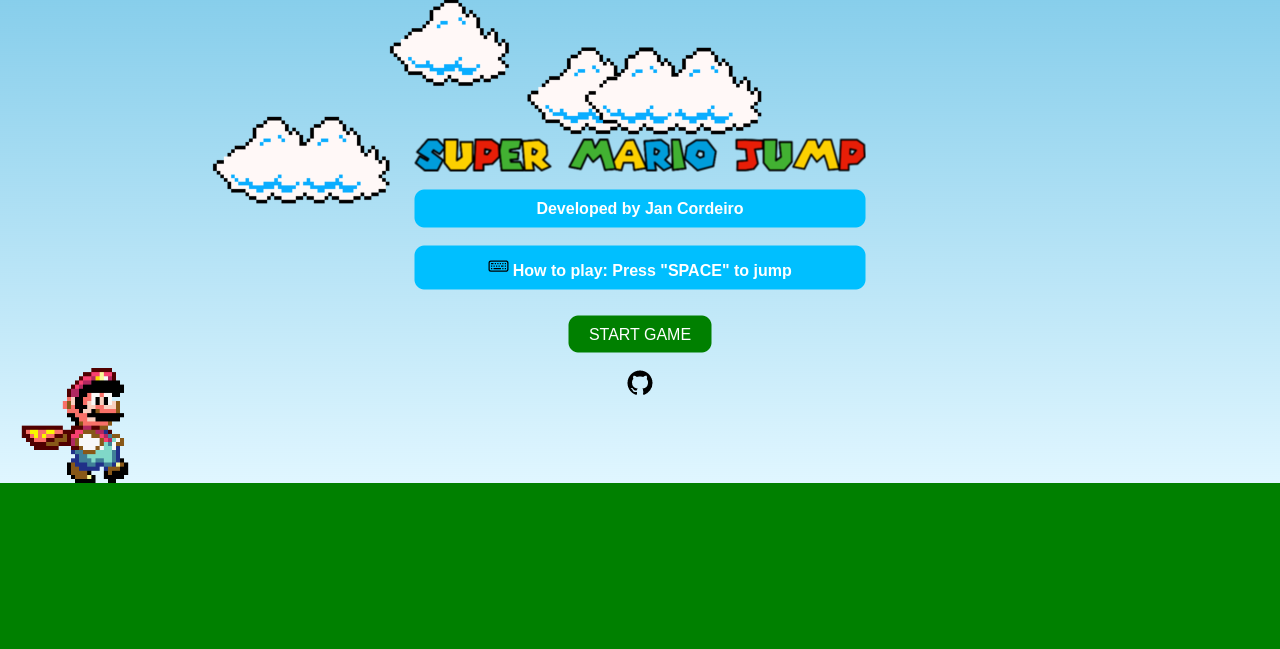 SUPER MARIO JUMP
Developed by Jan Cordeiro
How to play: Press "SPACE" to jump
START GAME